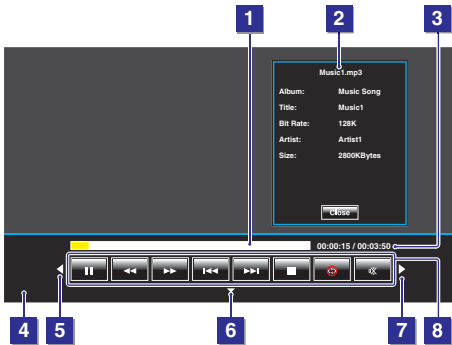 1
2
3
Music1.mp3
Album: Music Song
Title: Music1
Bit Rate: 128K
Artist: Artist1
Size: 2800KBytes
Close
00:00:15 / 00:03:50
4
5
6
7
8